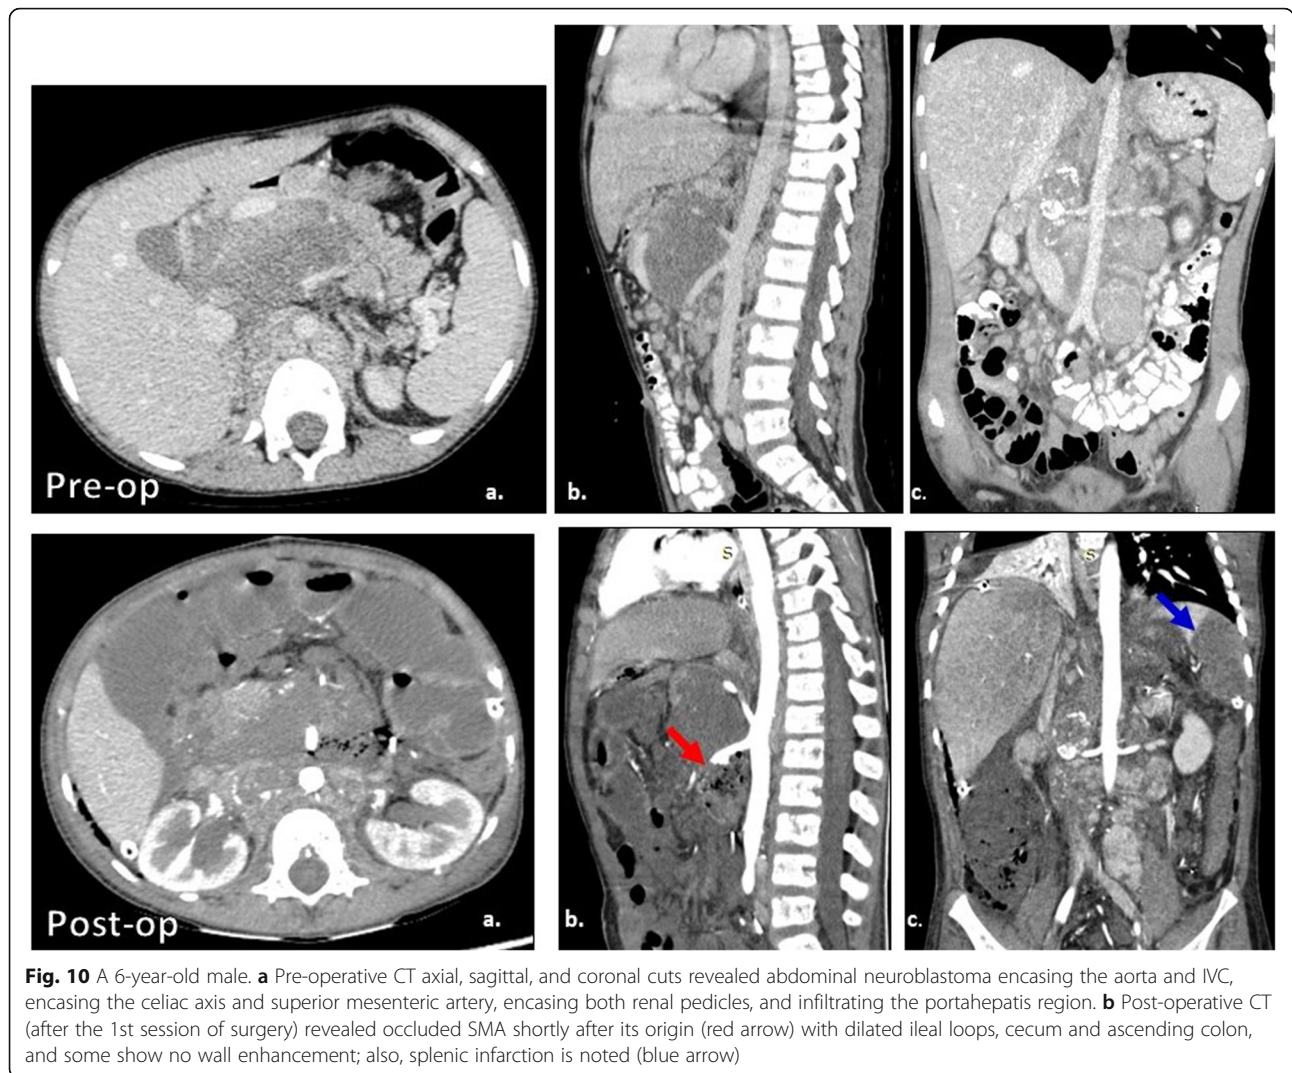 a.
b.
c.
Pre-op
S
S
a.
b.
c.
Post-op
Fig. 10 A 6-year-old male. a Pre-operative CT axial, sagittal, and coronal cuts revealed abdominal neuroblastoma encasing the aorta and IVC,
encasing the celiac axis and superior mesenteric artery, encasing both renal pedicles, and infiltrating the portahepatis region. b Post-operative CT
(after the 1st session of surgery) revealed occluded SMA shortly after its origin (red arrow) with dilated ileal loops, cecum and ascending colon,
and some show no wall enhancement; also, splenic infarction is noted (blue arrow)